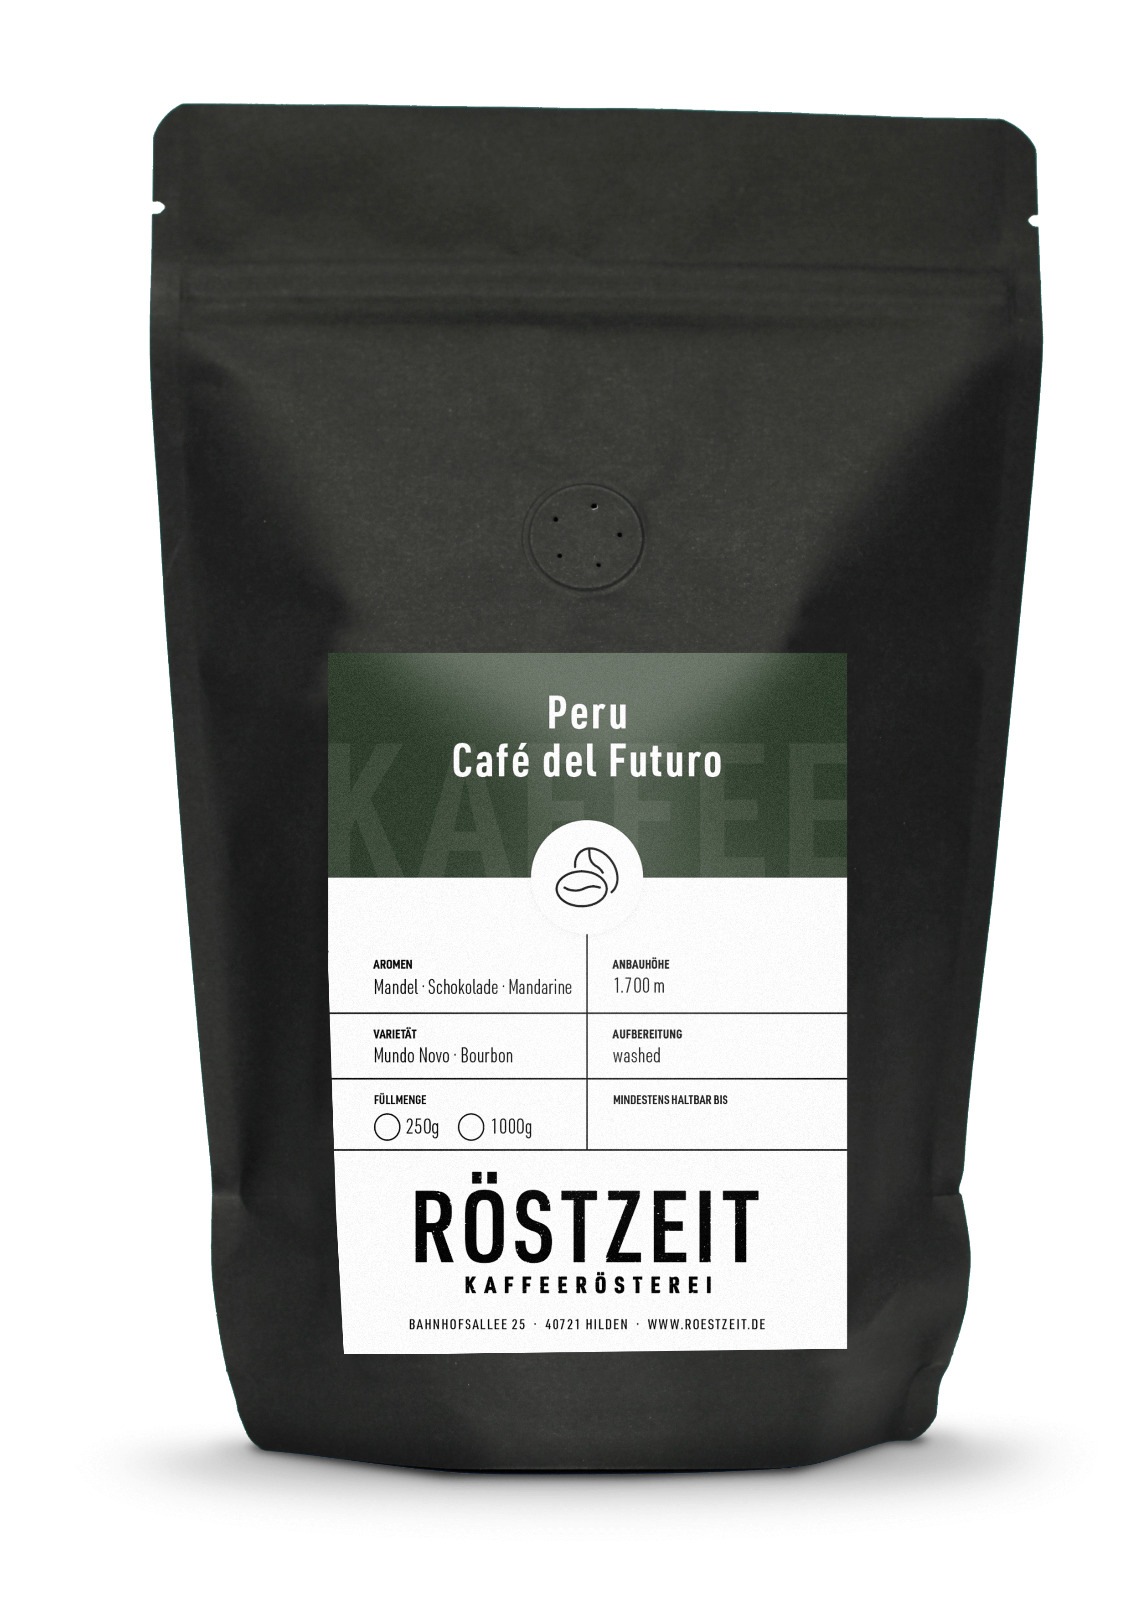 Peru
Café del Futuro
KAFFEE
AROMEN
Mandel · Schokolade · Mandarine
ANBAUHÖHE
1.700 m
VARIETÄT
Mundo Novo · Bourbon
AUFBEREITUNG
washed
FÜLLMENGE
250g 1000g
MINDESTENS HALTBAR BIS
RÖSTZEIT
KAFFEERÖSTEREI
BAHNHOFSALLEE 25 · 40721 HILDEN · WWW.ROESTZEIT.DE